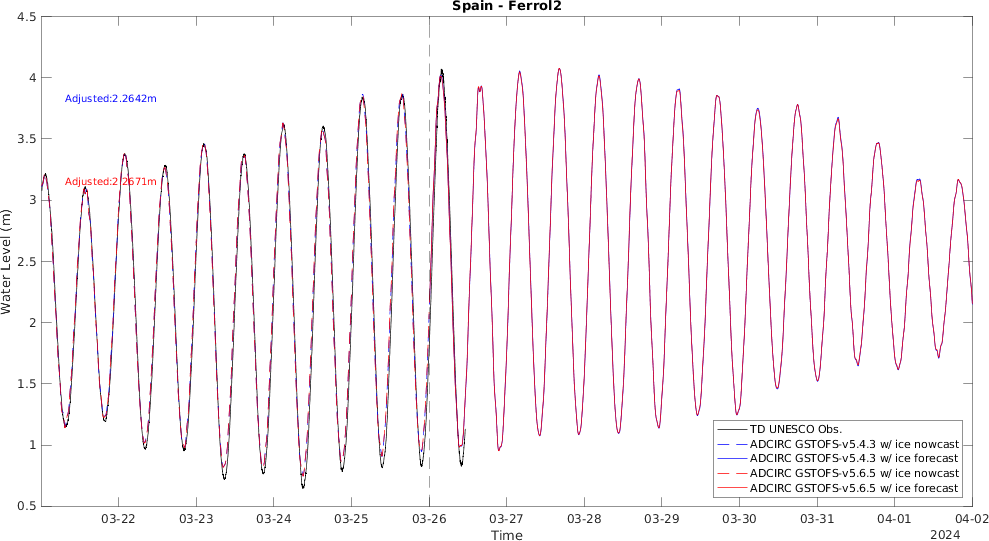 Spain - Ferrol2
4.5
4
3.5
3
2.5
2
1.5
1
0.5
Water Level (m)
Adjusted:2.2642m
Adjusted:2.2671m
TD UNESCO Obs.
ADCIRC GSTOFS-v5.4.3 w/ ice nowcast
ADCIRC GSTOFS-v5.4.3 w/ ice forecast
ADCIRC GSTOFS-v5.6.5 w/ ice nowcast
ADCIRC GSTOFS-v5.6.5 w/ ice forecast
03-22 03-23 03-24 03-25 03-26 03-27 03-28 03-29 03-30 03-31 04-01 04-02
Time
2024